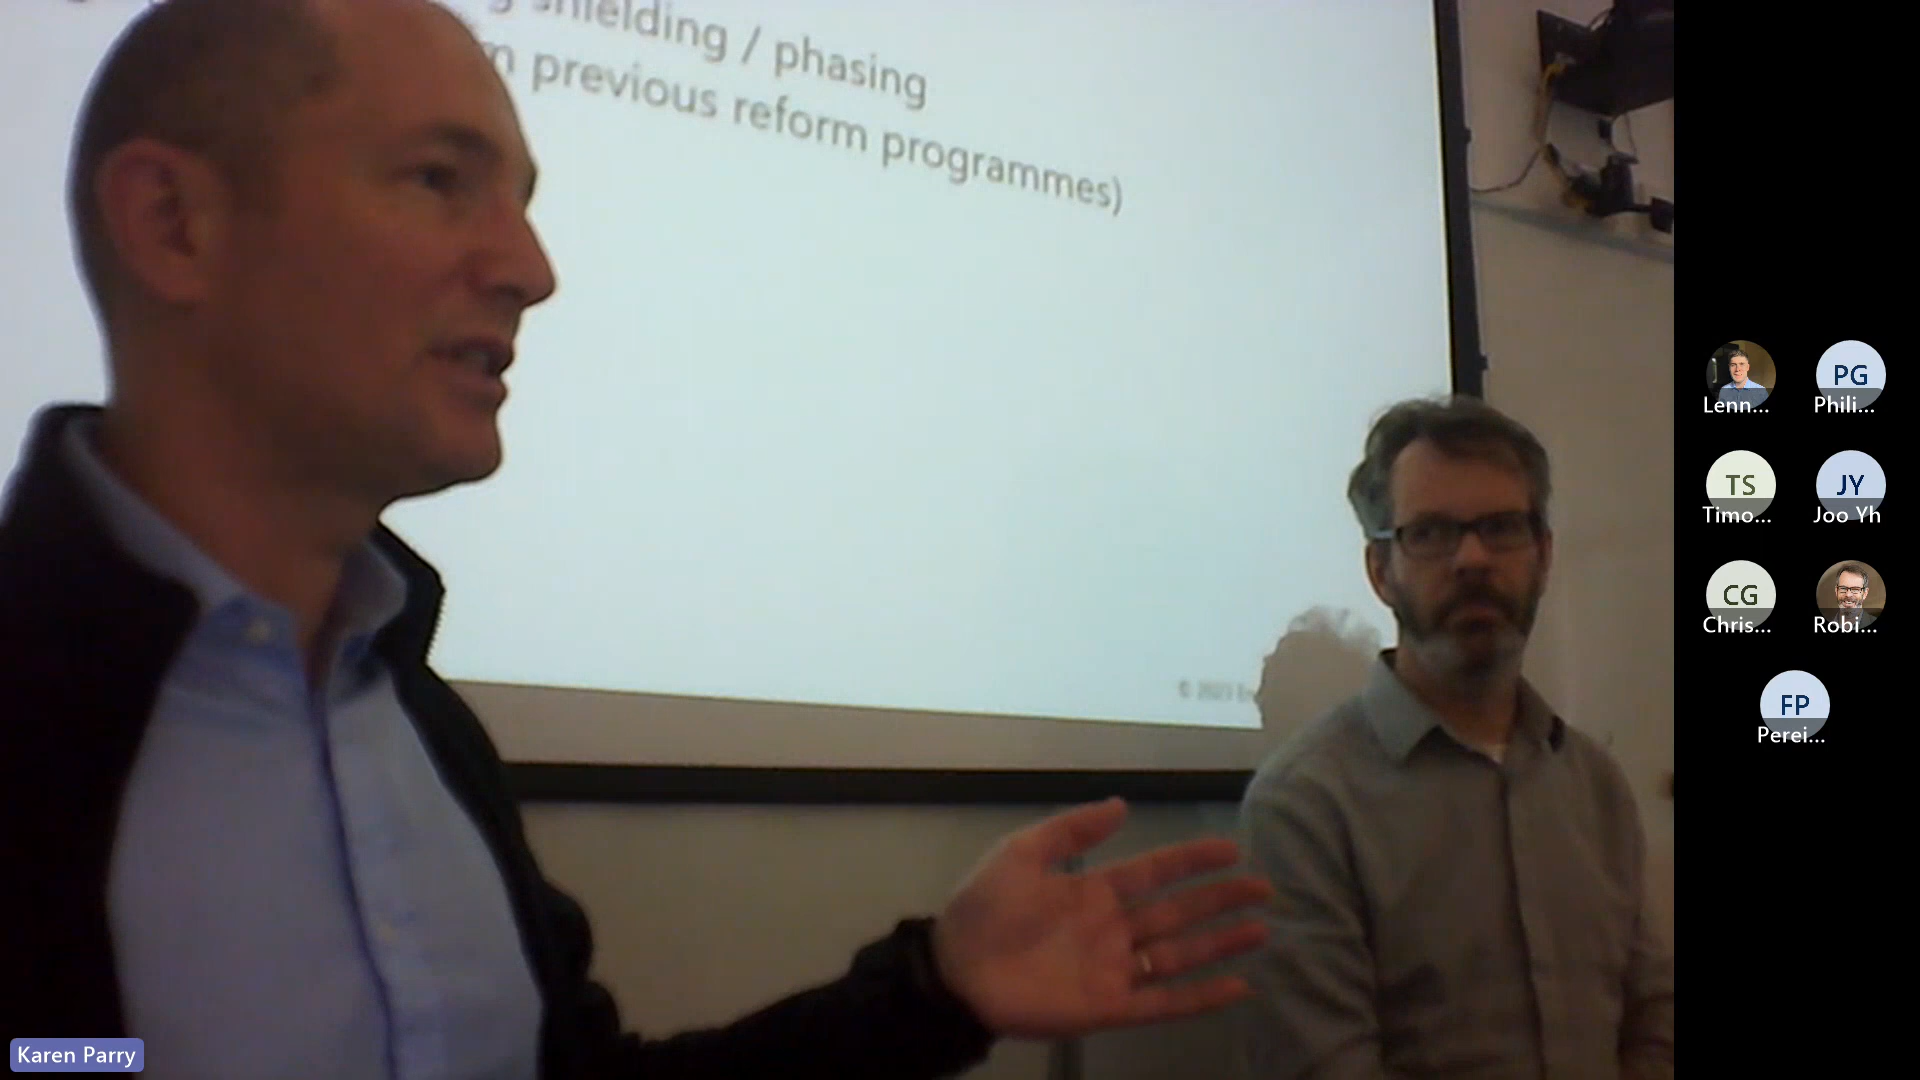 shielding / phasing
previous reform programmes)
© 2023
Lenn...
PG
Phili...
TS
Timo...
JY
Joo Yh
CG
Chris...
Robi...
FP
Perei...
Karen Parry